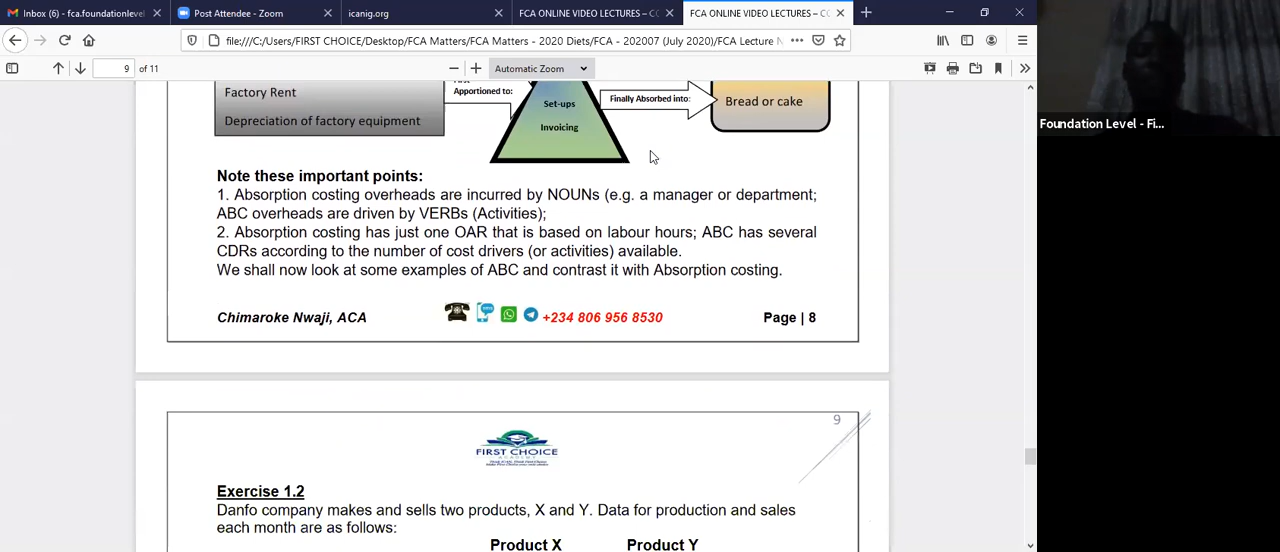 Inbox (6) - fca.foundationlevel
Post Attendee - Zoom
icanig.org
FCA ONLINE VIDEO LECTURES – CO
FCA ONLINE VIDEO LECTURES – CO
file:///C:/Users/FIRST CHOICE/Desktop/FCA Matters/FCA Matters - 2020 Diets/FCA - 202007 (July 2020)/FCA Lecture N
9 of 11
Automatic Zoom
Factory Rent
Depreciation of factory equipment
Apportioned to:
Set-ups
Invoicing
Finally Absorbed into:
Bread or cake
Foundation Level - Fi...
Note these important points:
1. Absorption costing overheads are incurred by NOUNs (e.g. a manager or department;
ABC overheads are driven by VERBs (Activities);
2. Absorption costing has just one OAR that is based on labour hours; ABC has several
CDRs according to the number of cost drivers (or activities) available.
We shall now look at some examples of ABC and contrast it with Absorption costing.
Chimaroke Nwaji, ACA
+234 806 956 8530
Page | 8
9
FIRST CHOICE
Exercise 1.2
Danfo company makes and sells two products, X and Y. Data for production and sales
each month are as follows:
Product X Product Y